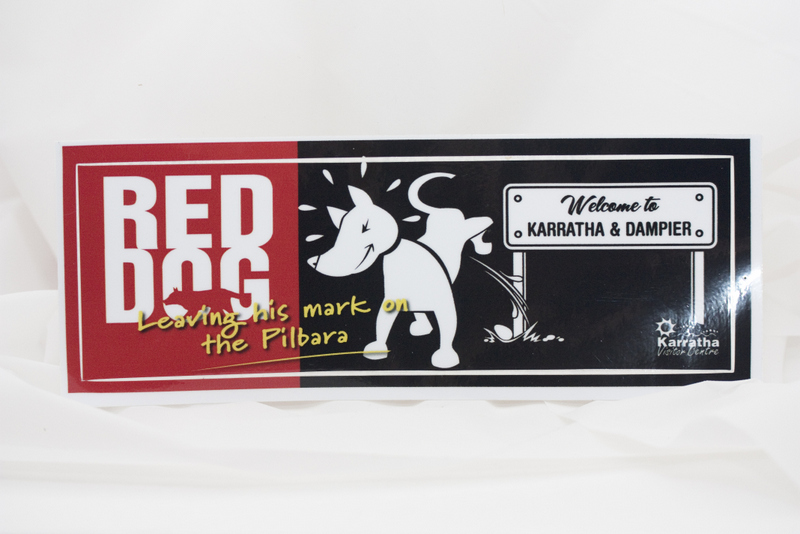 RED
DOG
Leaving his mark on
the Pilbara
Welcome to
KARRATHA & DAMPIER
Karratha
Visitor Centre